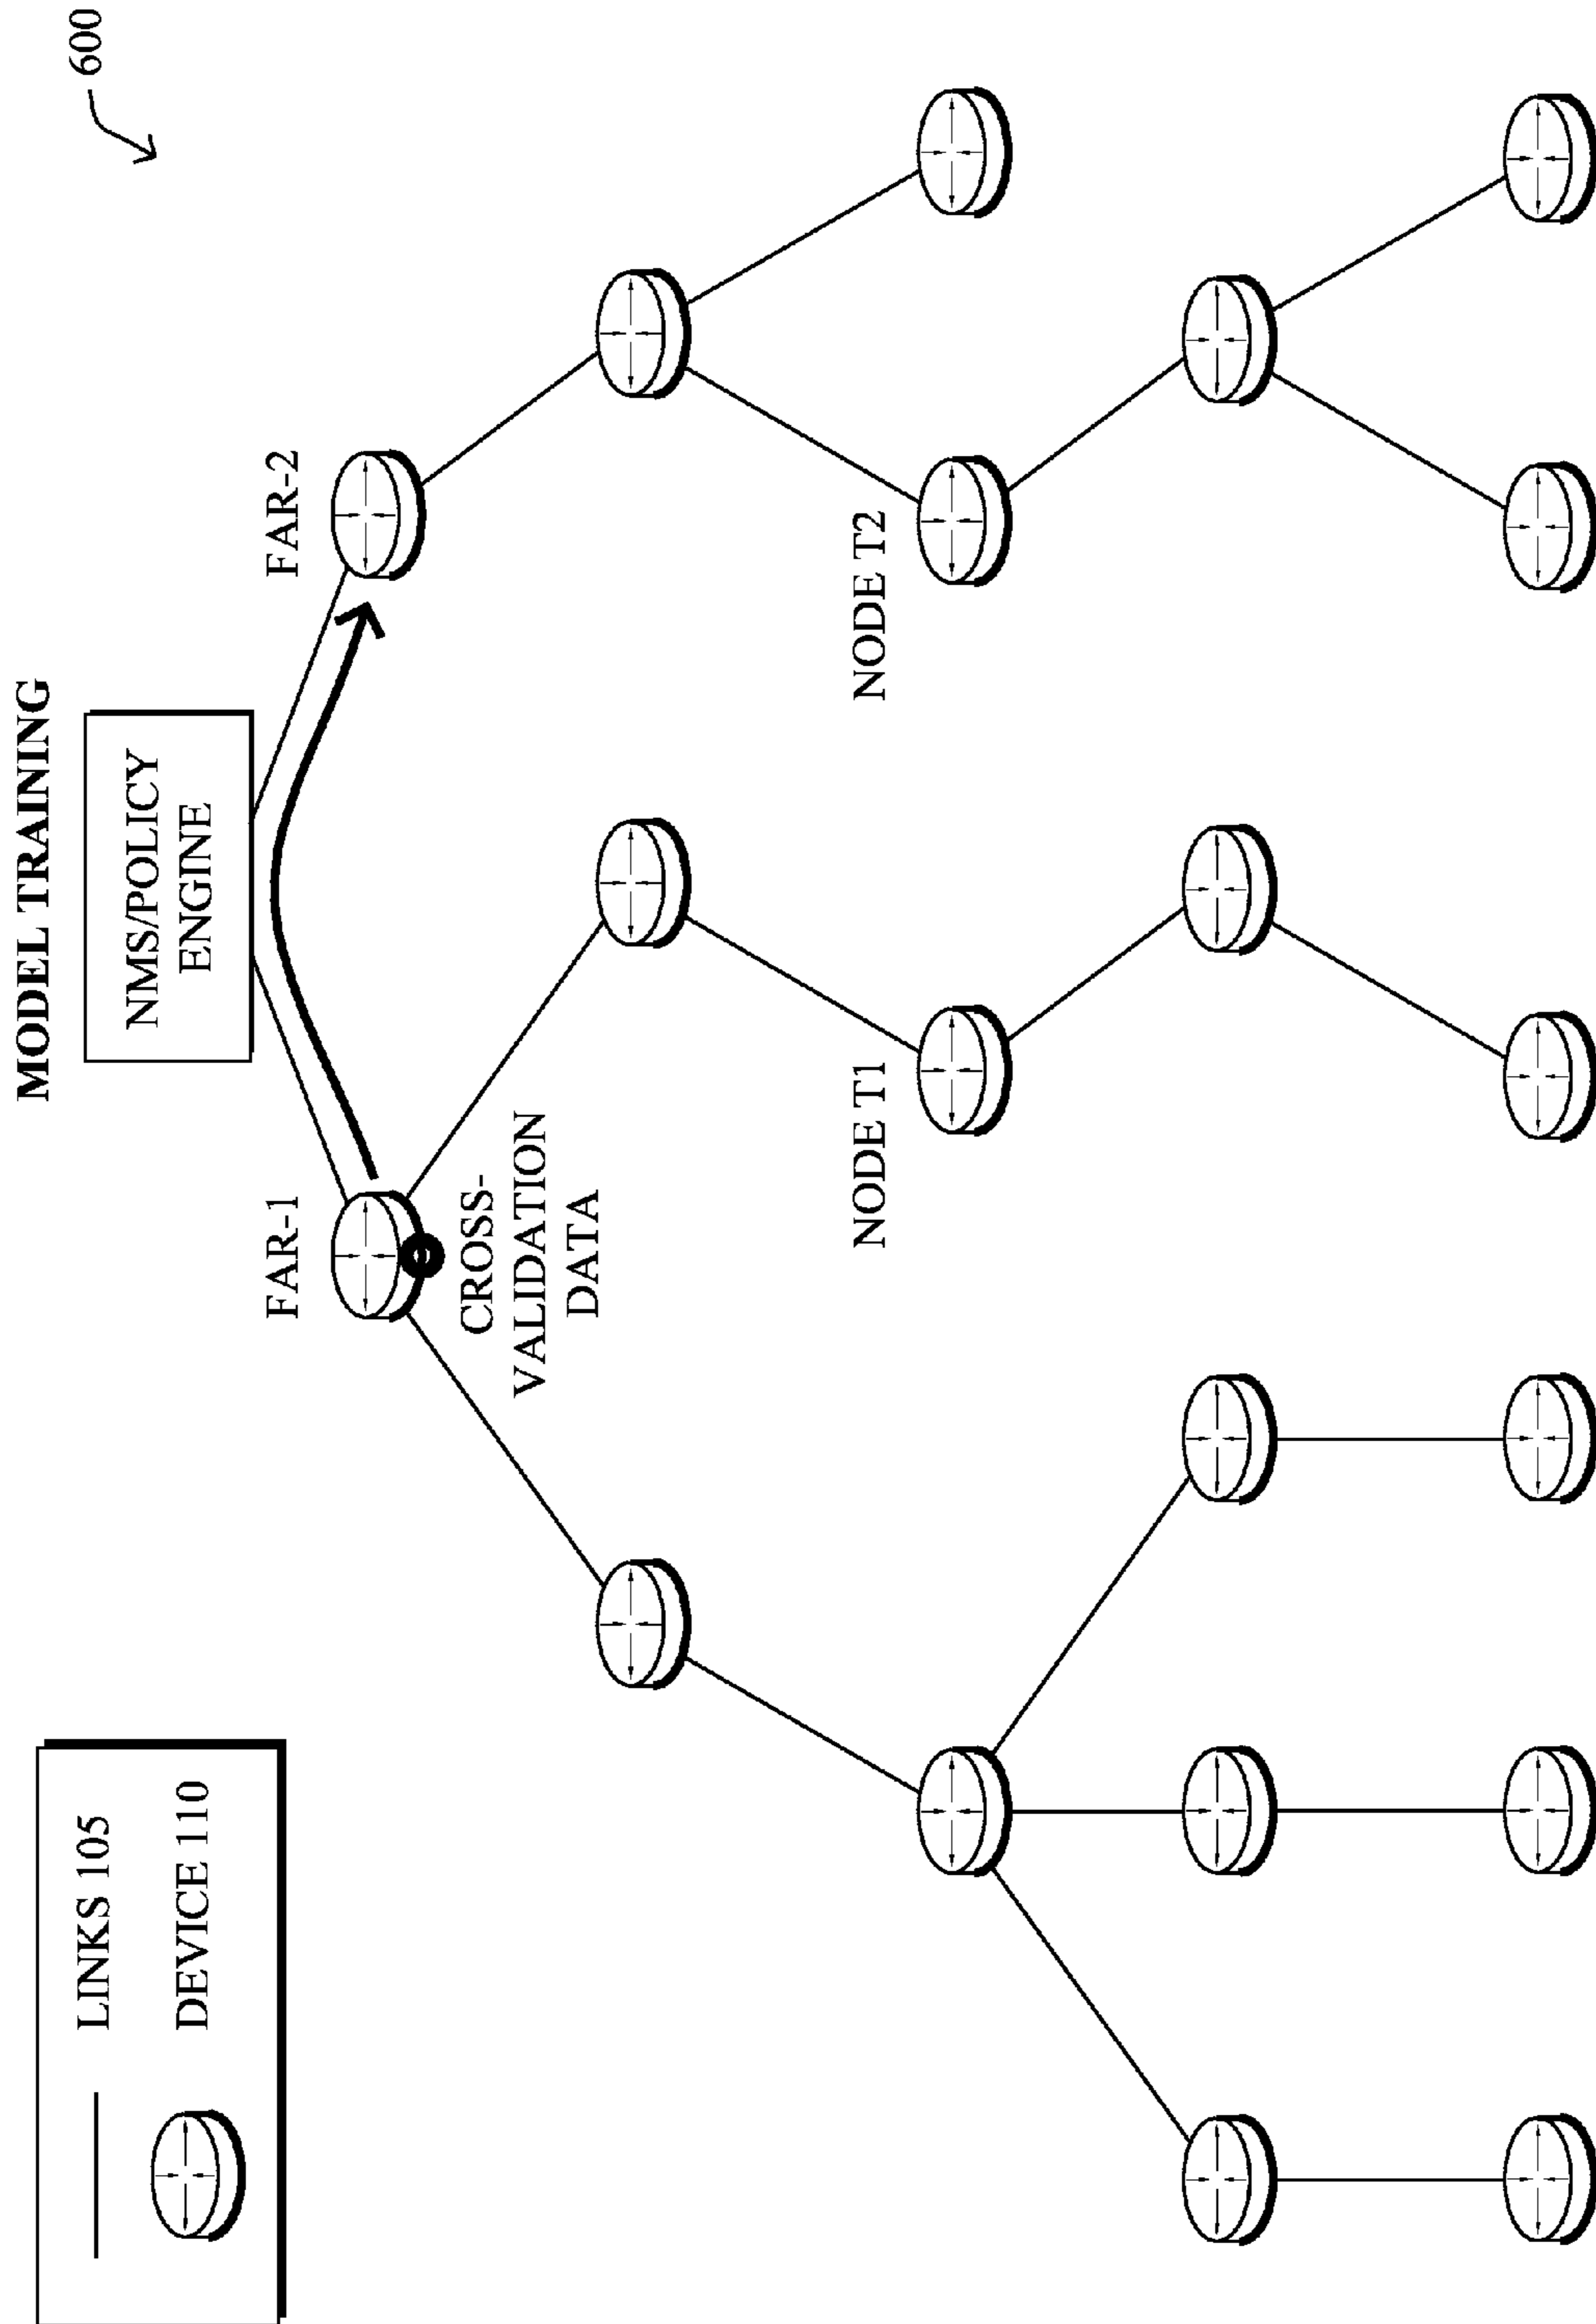 LINKS 105
DEVICE 110
MODEL TRAINING
600
NMS/POLICY
ENGINE
FAR-1
FAR-2
CROSS-
VALIDATION
DATA
NODE T1
NODE T2